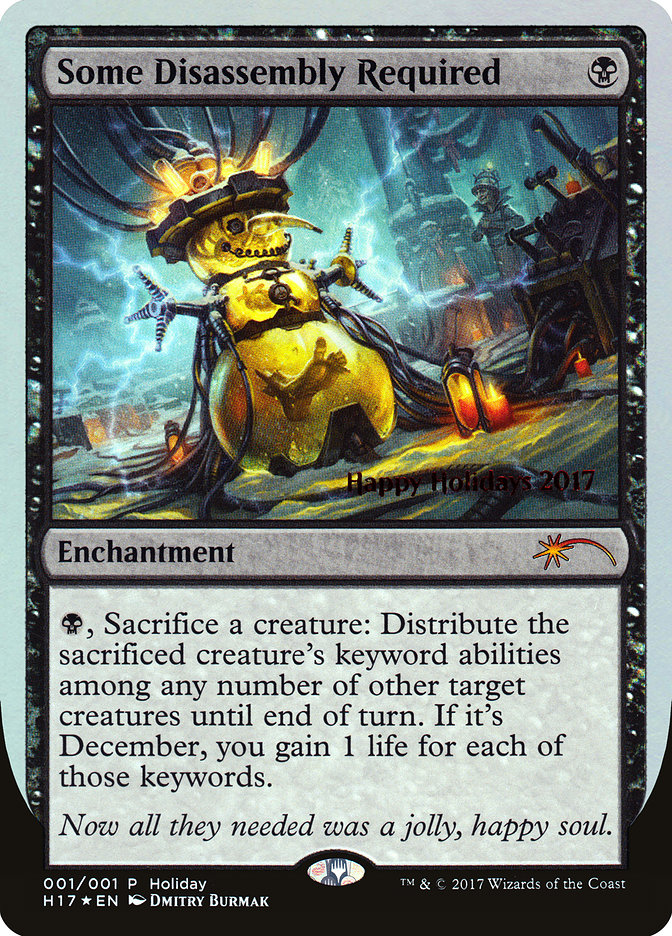 Some Disassembly Required
Happy Holidays 2017
Enchantment
, Sacrifice a creature: Distribute the
sacrificed creature's keyword abilities
among any number of other target
creatures until end of turn. If it's
December, you gain 1 life for each of
those keywords.
Now all they needed was a jolly, happy soul.
001/001 P Holiday
H17★EN Dmitry Burmak
™ & © 2017 Wizards of the Coast